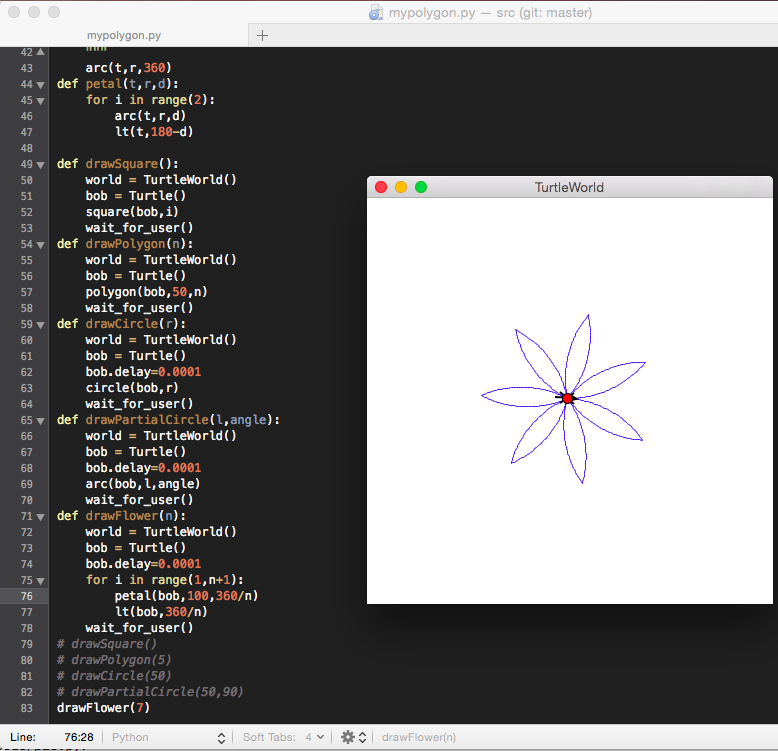 mypolygon.py — src (git: master)
mypolygon.py
42 """
43 arc(t,r,360)
44 def petal(t,r,d):
45 for i in range(2):
46 arc(t,r,d)
47 lt(t,180-d)
48
49 def drawSquare():
50 world = TurtleWorld()
51 bob = Turtle()
52 square(bob,i)
53 wait_for_user()
54 def drawPolygon(n):
55 world = TurtleWorld()
56 bob = Turtle()
57 polygon(bob,50,n)
58 wait_for_user()
59 def drawCircle(r):
60 world = TurtleWorld()
61 bob = Turtle()
62 bob.delay=0.0001
63 circle(bob,r)
64 wait_for_user()
65 def drawPartialCircle(l,angle):
66 world = TurtleWorld()
67 bob = Turtle()
68 bob.delay=0.0001
69 arc(bob,l,angle)
70 wait_for_user()
71 def drawFlower(n):
72 world = TurtleWorld()
73 bob = Turtle()
74 bob.delay=0.0001
75 for i in range(1,n+1):
76 petal(bob,100,360/n)
77 lt(bob,360/n)
78 wait_for_user()
79 # drawSquare()
80 # drawPolygon(5)
81 # drawCircle(50)
82 # drawPartialCircle(50,90)
83 drawFlower(7)
TurtleWorld
Line: 76:28 Python Soft Tabs: 4 drawFlower(n)